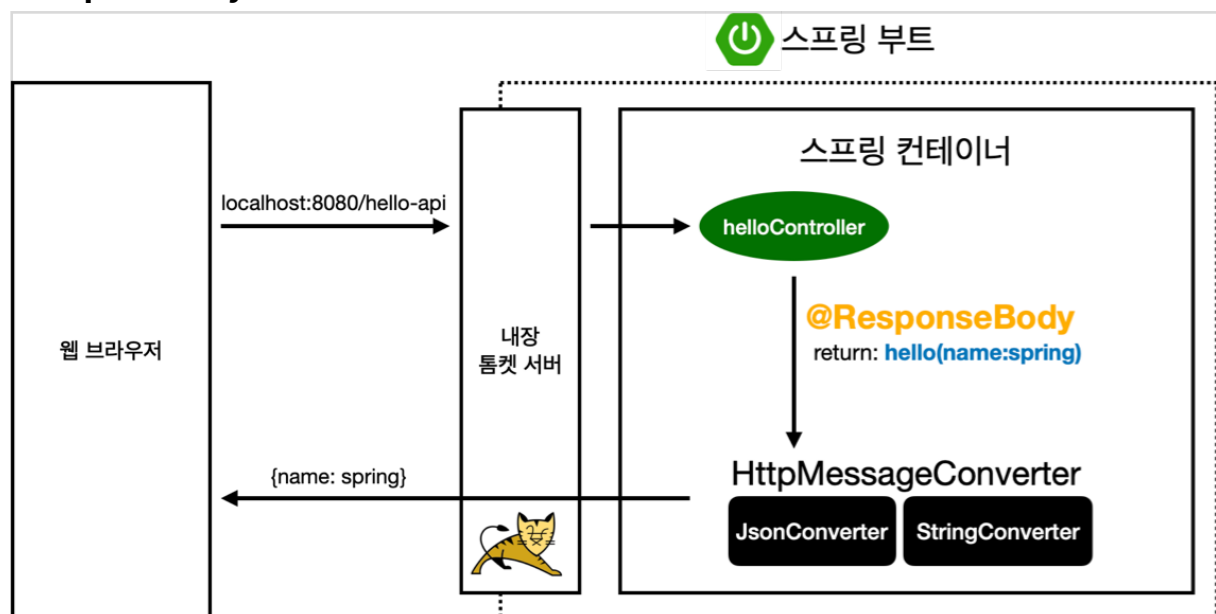 스프링 부트
스프링 컨테이너
localhost:8080/hello-api
helloController
@ResponseBody
return: hello(name:spring)
웹 브라우저
내장
톰켓 서버
{name: spring}
HttpMessageConverter
JsonConverter
StringConverter